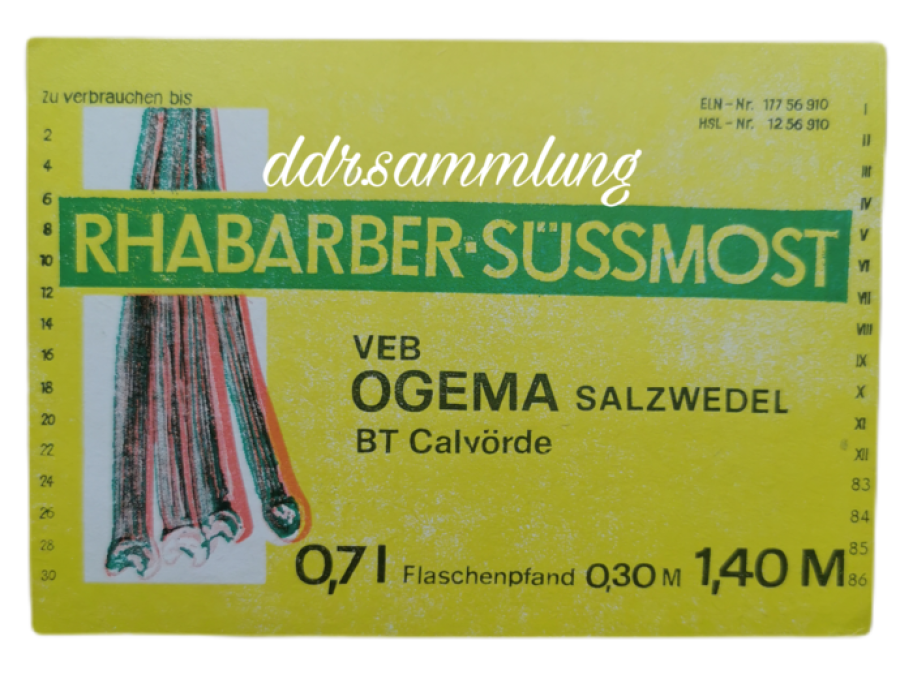 zu verbrauchen bis
ELN-Nr. 177 56 910
HSL-Nr. 12 56 910
ddr.sammlung
RHABARBER-SÜSSMOST
VEB
OGEMA SALZWEDEL
BT Calvörde
0,7 l Flaschenpfand 0,30 M 1,40 M
2
4
6
8
10
12
14
16
18
20
22
24
26
28
30
I
II
III
IV
V
VI
VII
VIII
IX
X
XI
XII
83
84
85
86